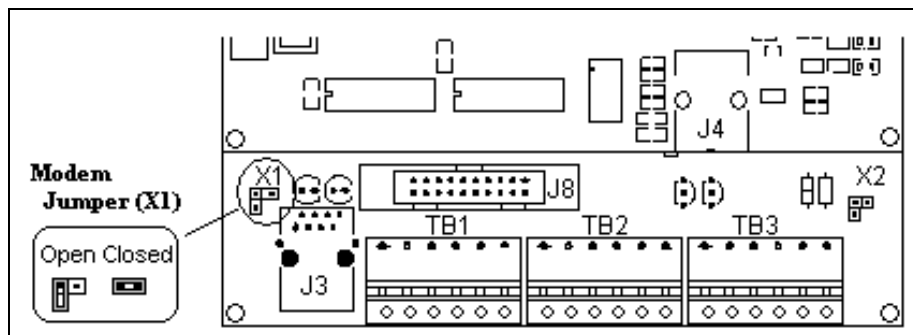 J4
Modem
Jumper (X1)
X1
J8
X2
TB1 TB2 TB3
Open Closed
J3